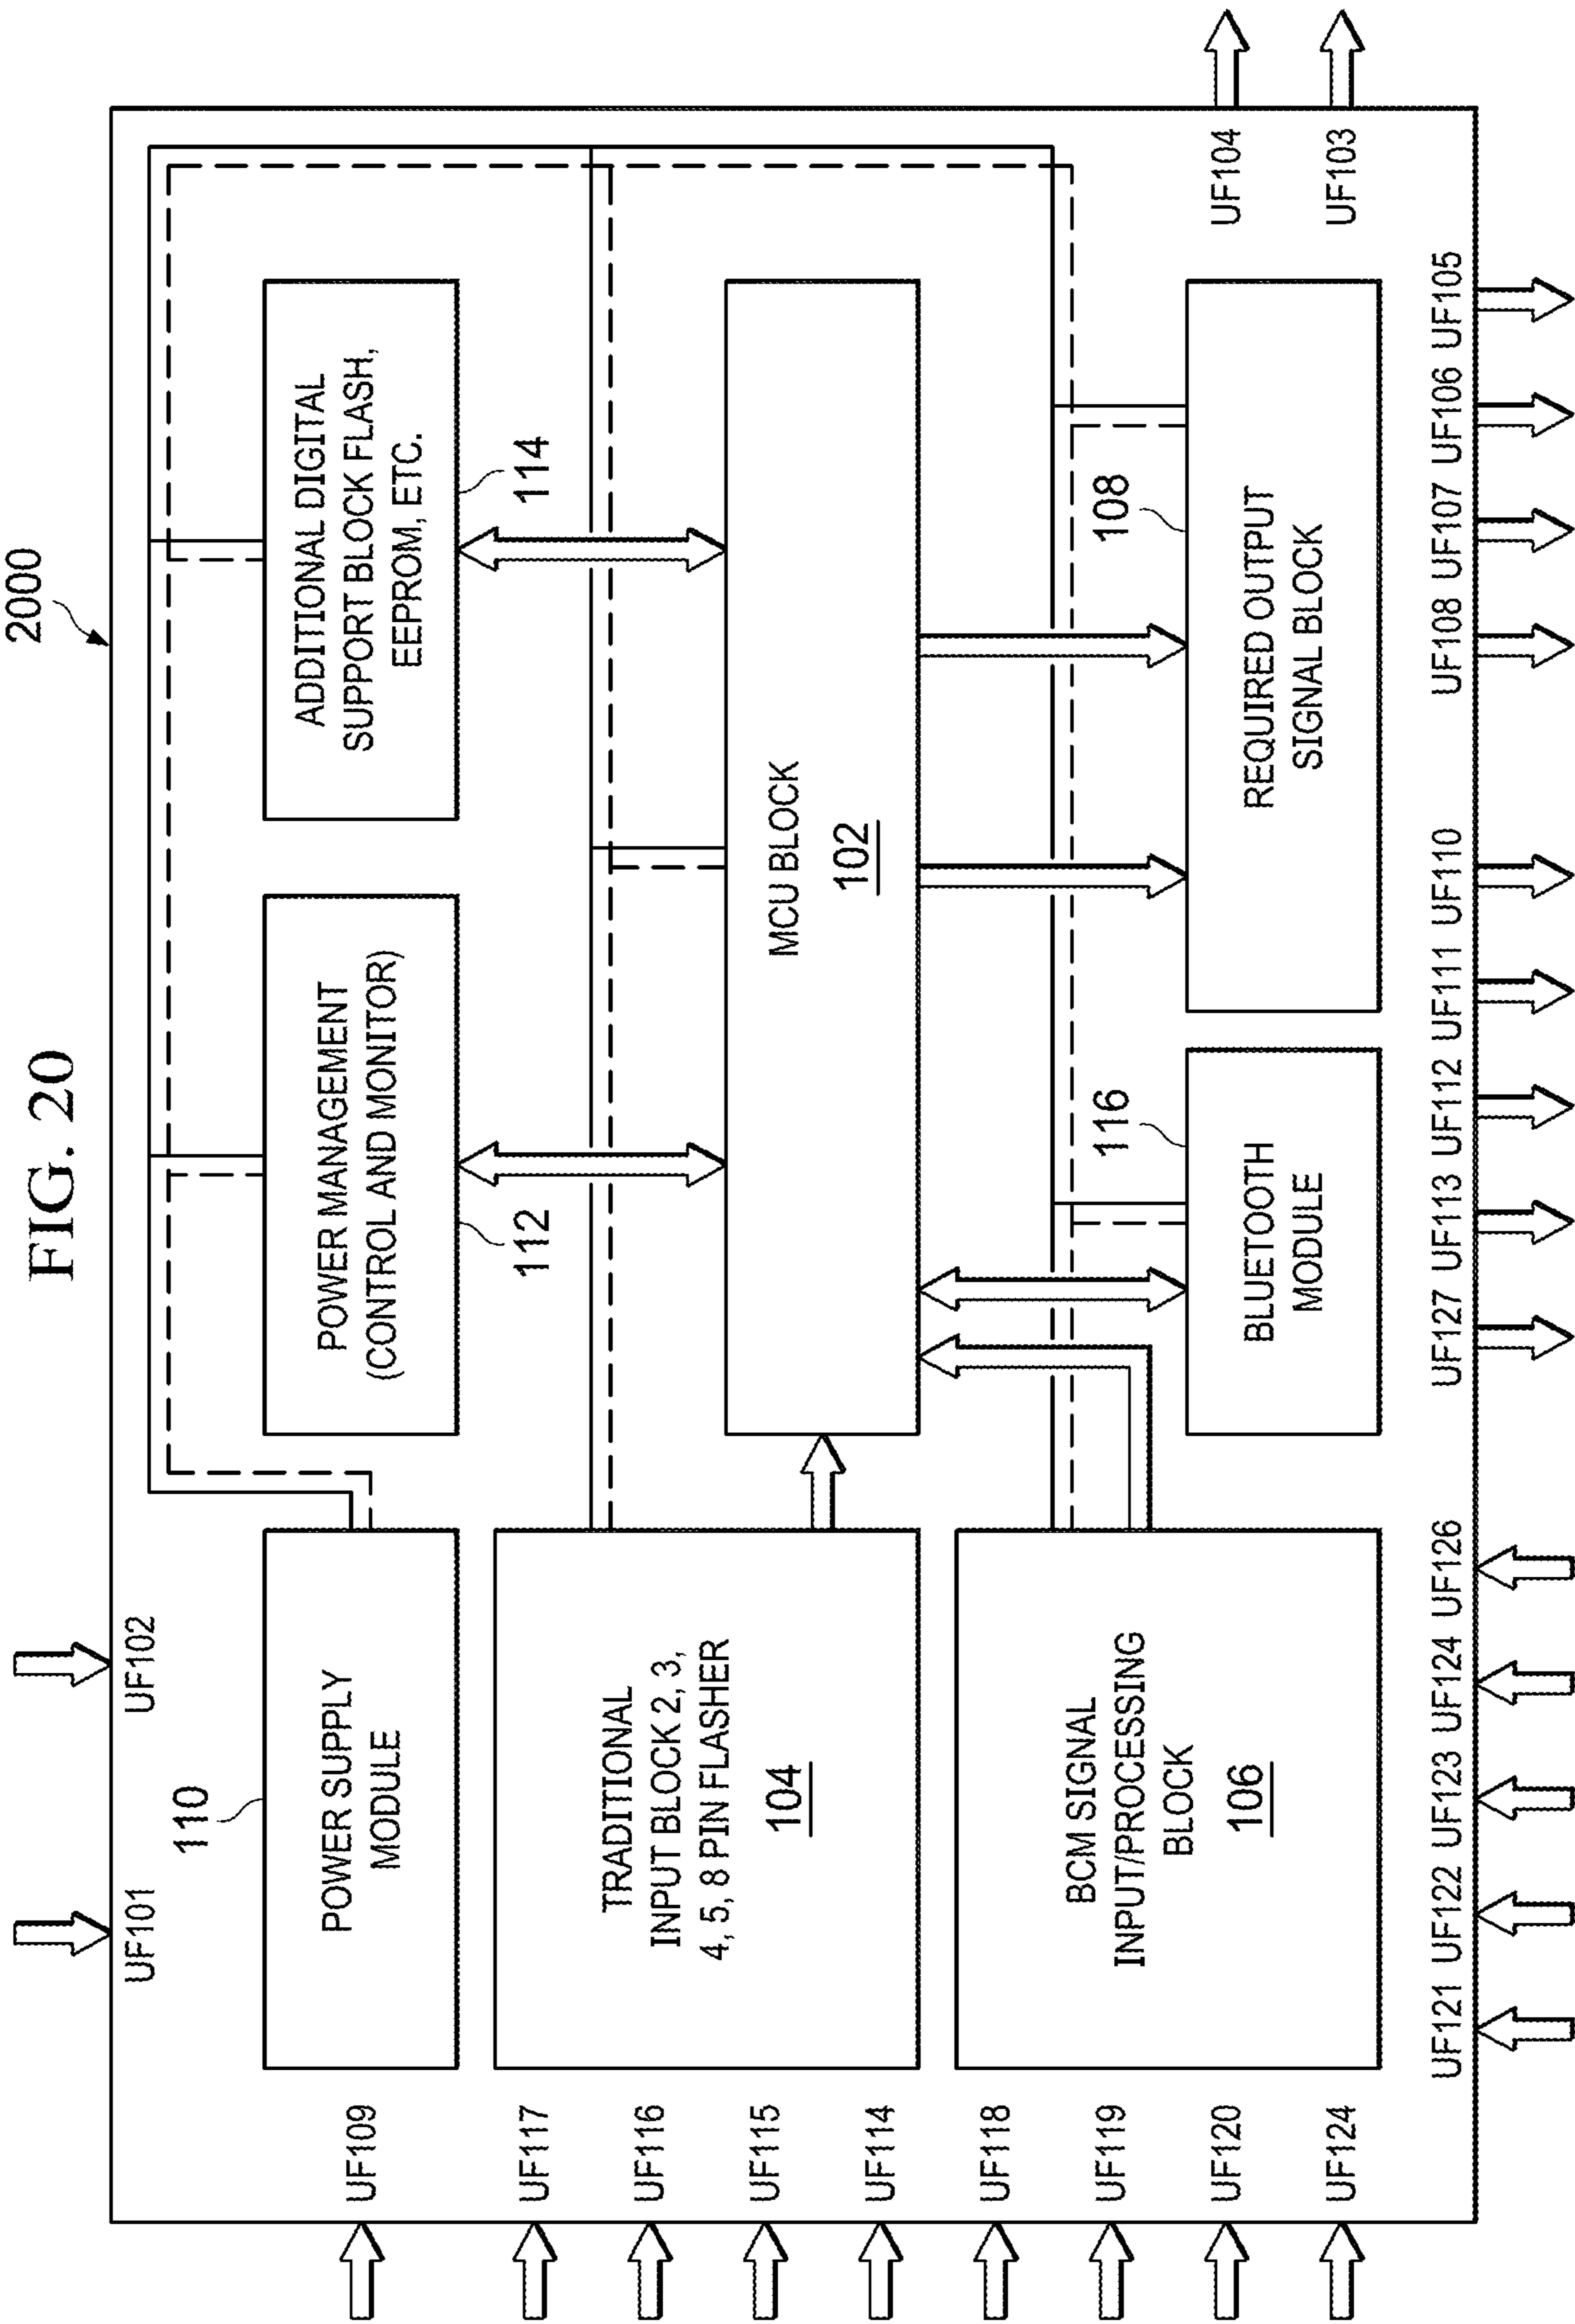 FIG. 20
2000
UF101
UF102
110
POWER SUPPLY
MODULE
POWER MANAGEMENT
(CONTROL AND MONITOR)
112
ADDITIONAL DIGITAL
SUPPORT BLOCK FLASH,
EEPROM, ETC.
114
TRADITIONAL
INPUT BLOCK 2, 3,
4, 5, 8 PIN FLASHER
104
MCU BLOCK
102
BCM SIGNAL
INPUT/PROCESSING
BLOCK
106
116
BLUETOOTH
MODULE
108
REQUIRED OUTPUT
SIGNAL BLOCK
UF109
UF117
UF116
UF115
UF114
UF118
UF119
UF120
UF124
UF104
UF103
UF121 UF122 UF123 UF124 UF126 UF127 UF113 UF112 UF111 UF110 UF108 UF107 UF106 UF105